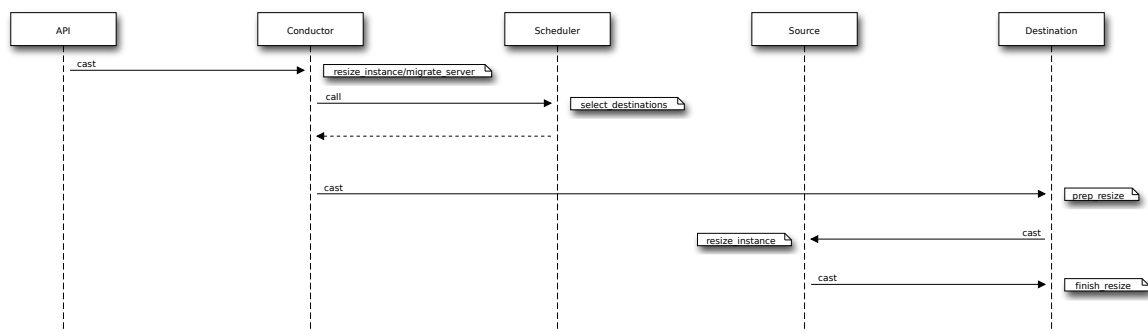 API
Conductor
Scheduler
Source
Destination
cast
resize_instance/migrate_server
call
select_destinations
cast
prep_resize
resize_instance
cast
cast
finish_resize